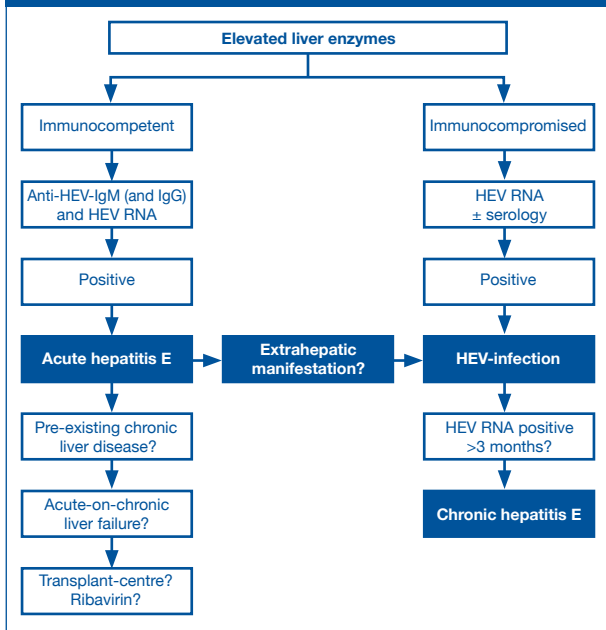 Elevated liver enzymes
Immunocompetent
Immunocompromised
Anti-HEV-IgM (and IgG)
and HEV RNA
HEV RNA
± serology
Positive
Positive
Acute hepatitis E
Extrahepatic
manifestation?
HEV-infection
Pre-existing chronic
liver disease?
HEV RNA positive
>3 months?
Acute-on-chronic
liver failure?
Chronic hepatitis E
Transplant-centre?
Ribavirin?